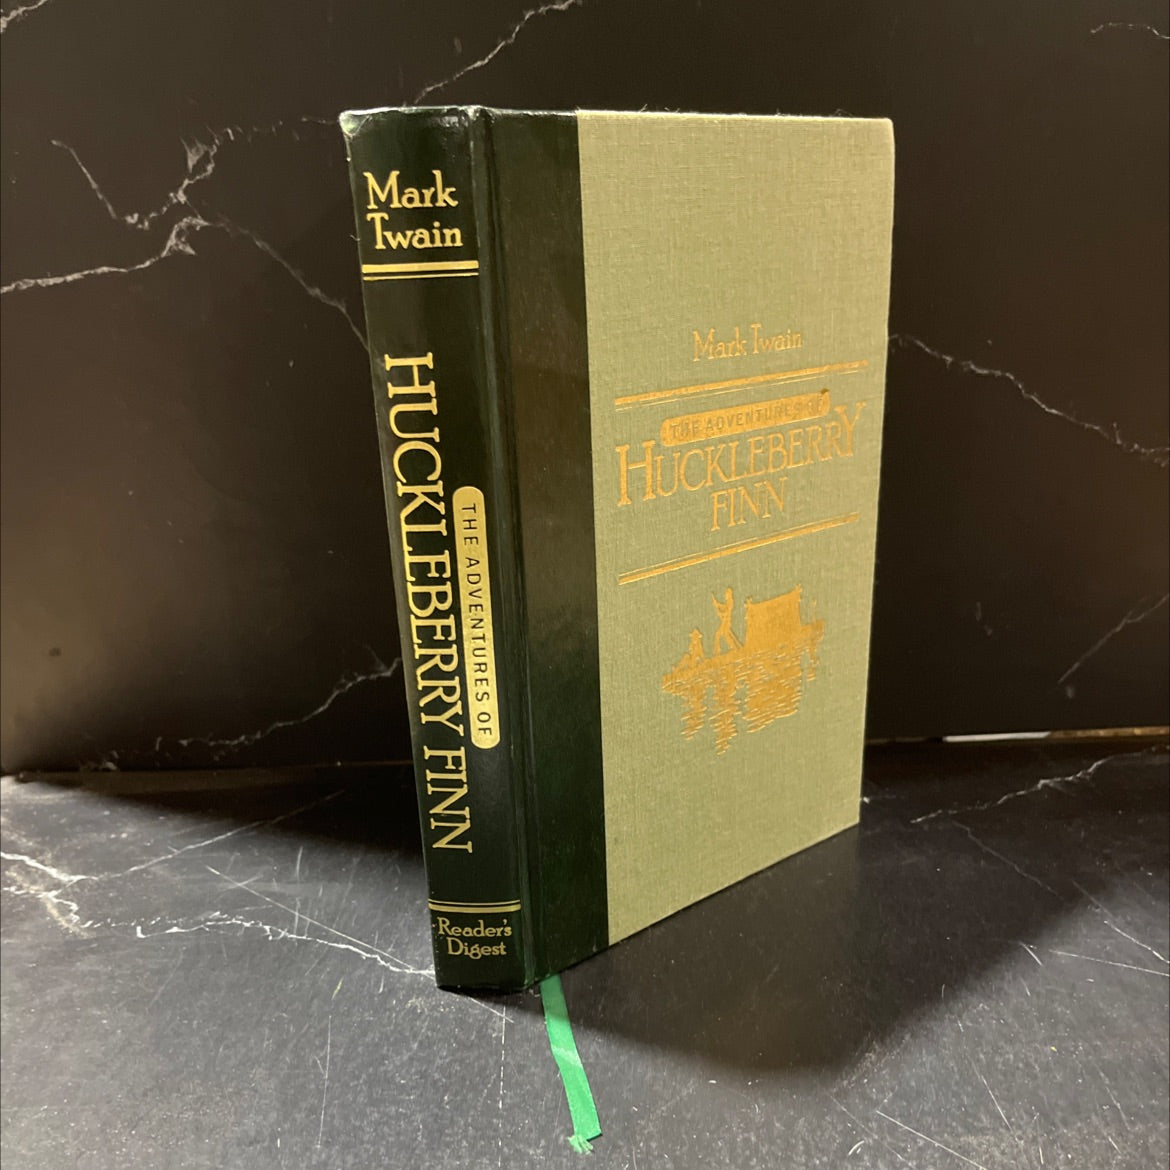 Mark
Twain
THE ADVENTURES OF
HUCKLEBERRY FINN
Reader's
Digest
Mark Twain
THE ADVENTURES OF
HUCKLEBERRY
FINN